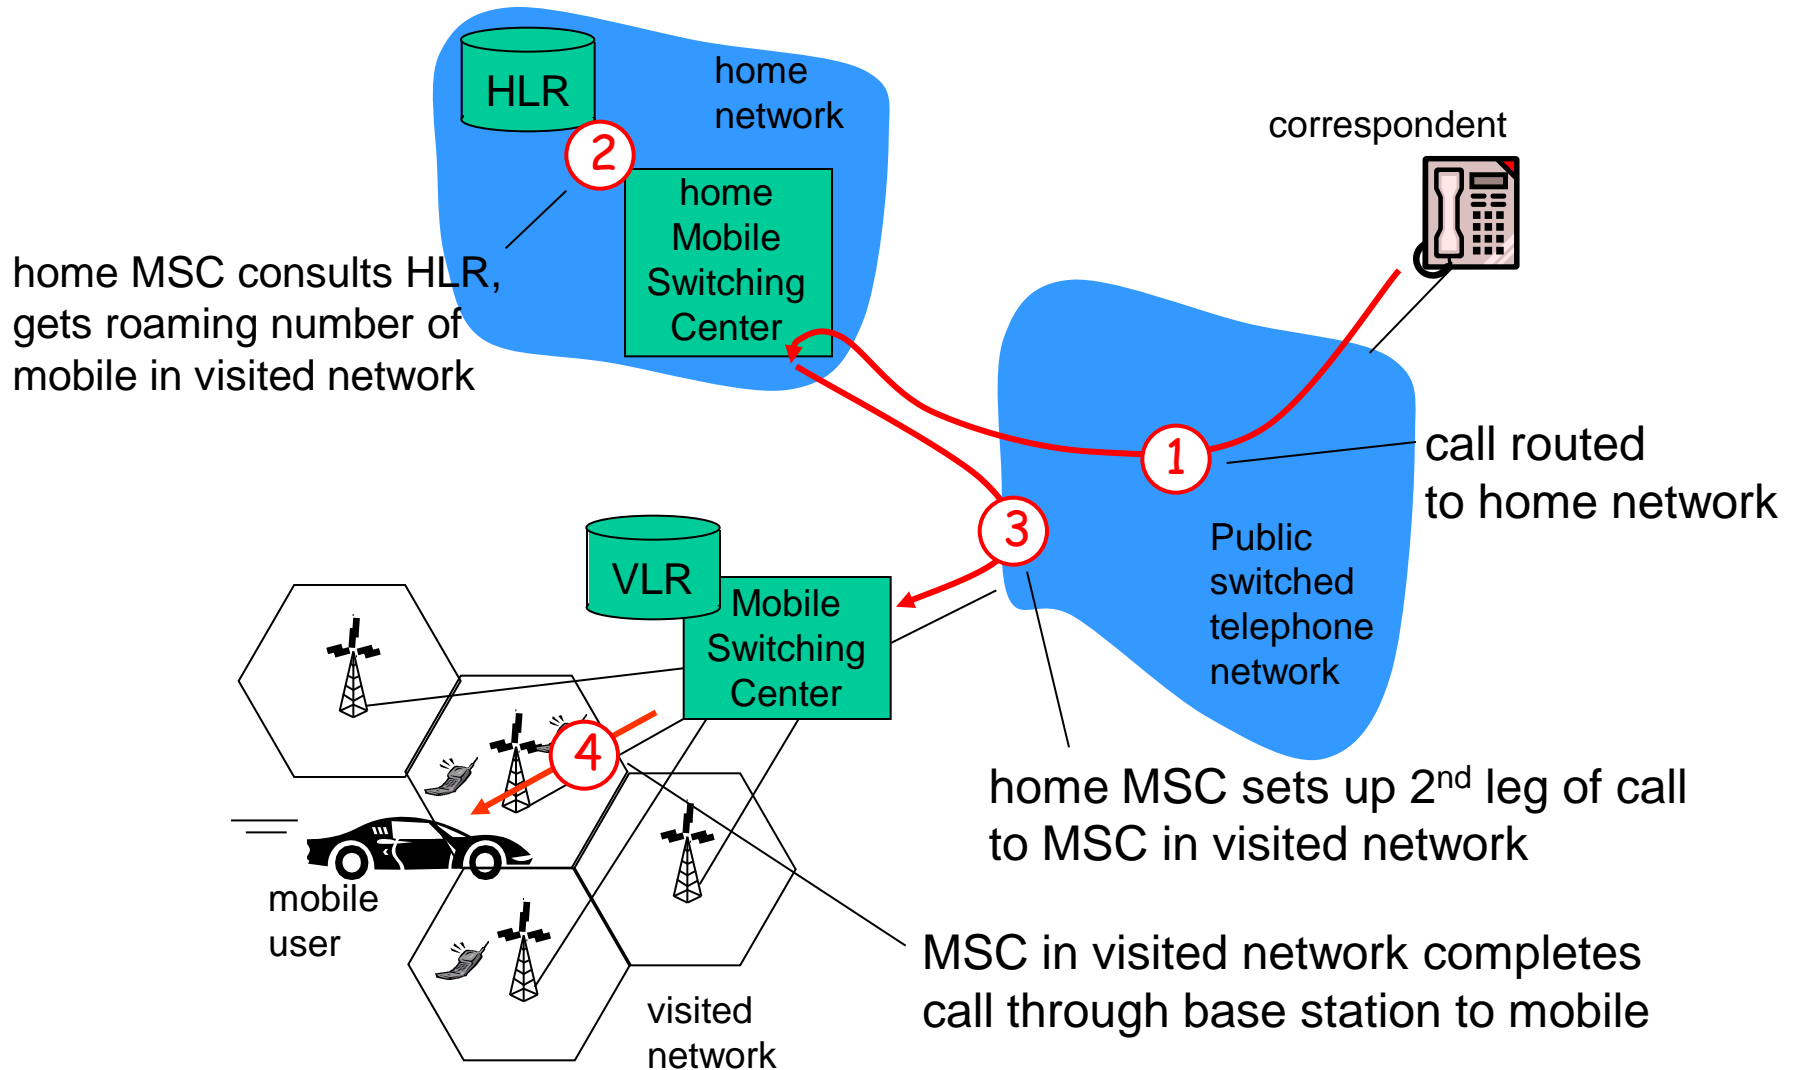 HLR
home
network
correspondent
2
home
Mobile
Switching
Center
home MSC consults HLR,
gets roaming number of
mobile in visited network
1
call routed
to home network
3
Public
switched
telephone
network
VLR
Mobile
Switching
Center
4
home MSC sets up 2nd leg of call
to MSC in visited network
mobile
user
MSC in visited network completes
call through base station to mobile
visited
network